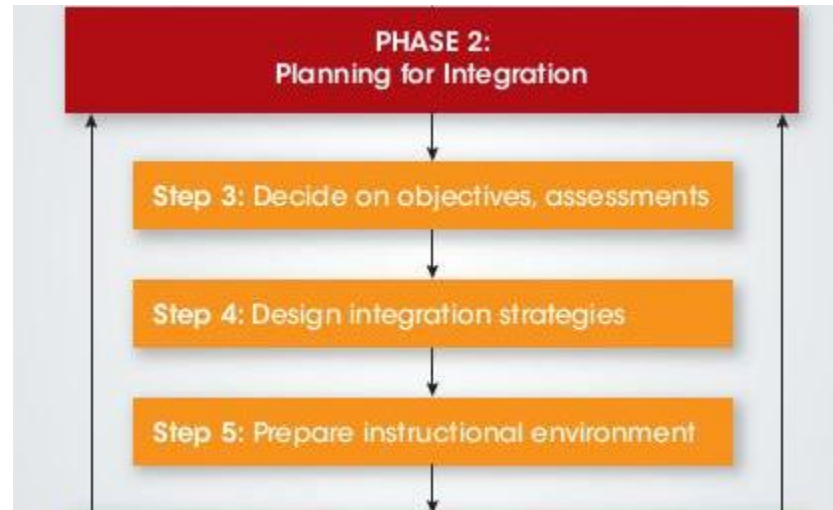 PHASE 2:
Planning for Integration
Step 3: Decide on objectives, assessments
Step 4: Design integration strategies
Step 5: Prepare instructional environment